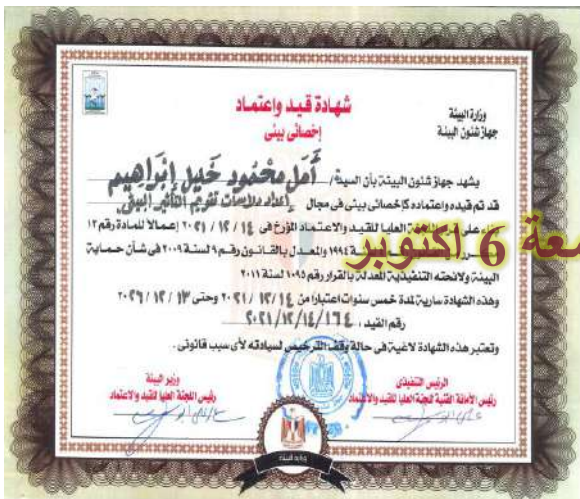 وزارة البيئة
جهاز شئون البيئة
شهادة قيد واعتماد
إخصائى بيئى
يشهد جهاز شئون البيئة بأن السيدة/ أمل محمود خليل إبراهيم
قد تم قيده واعتماده كإخصائى بيئى فى مجال إعداد دراسات تقويم التأثير البيئى
على اللجنة العليا للقيد والاعتماد المؤرخ فى ١٤ / ١٢ / ٢٠٢١ إعمالا للمادة رقم ١٢
لسنة ١٩٩٤ والمعدل بالقانون رقم ٩ لسنة ٢٠٠٩ فى شأن حماية
البيئة ولائحته التنفيذية المعدلة بالقرار رقم ١٠٩٥ لسنة ٢٠١١
وهذه الشهادة سارية لمدة خمس سنوات اعتبارا من ١٤ / ١٢ / ٢٠٢١ وحتى ١٣ / ١٢ / ٢٠٢٦
رقم القيد : ٢٠٢١/١٢/١٤/١٦٤
وتعتبر هذه الشهادة لاغية فى حالة وقف الترخيص لسيادته لأى سبب قانونى .
الرئيس التنفيذى
رئيس الأمانة الفنية للجنة العليا للقيد والاعتماد
وزير البيئة
رئيس اللجنة العليا للقيد والاعتماد
6 اكتوبر